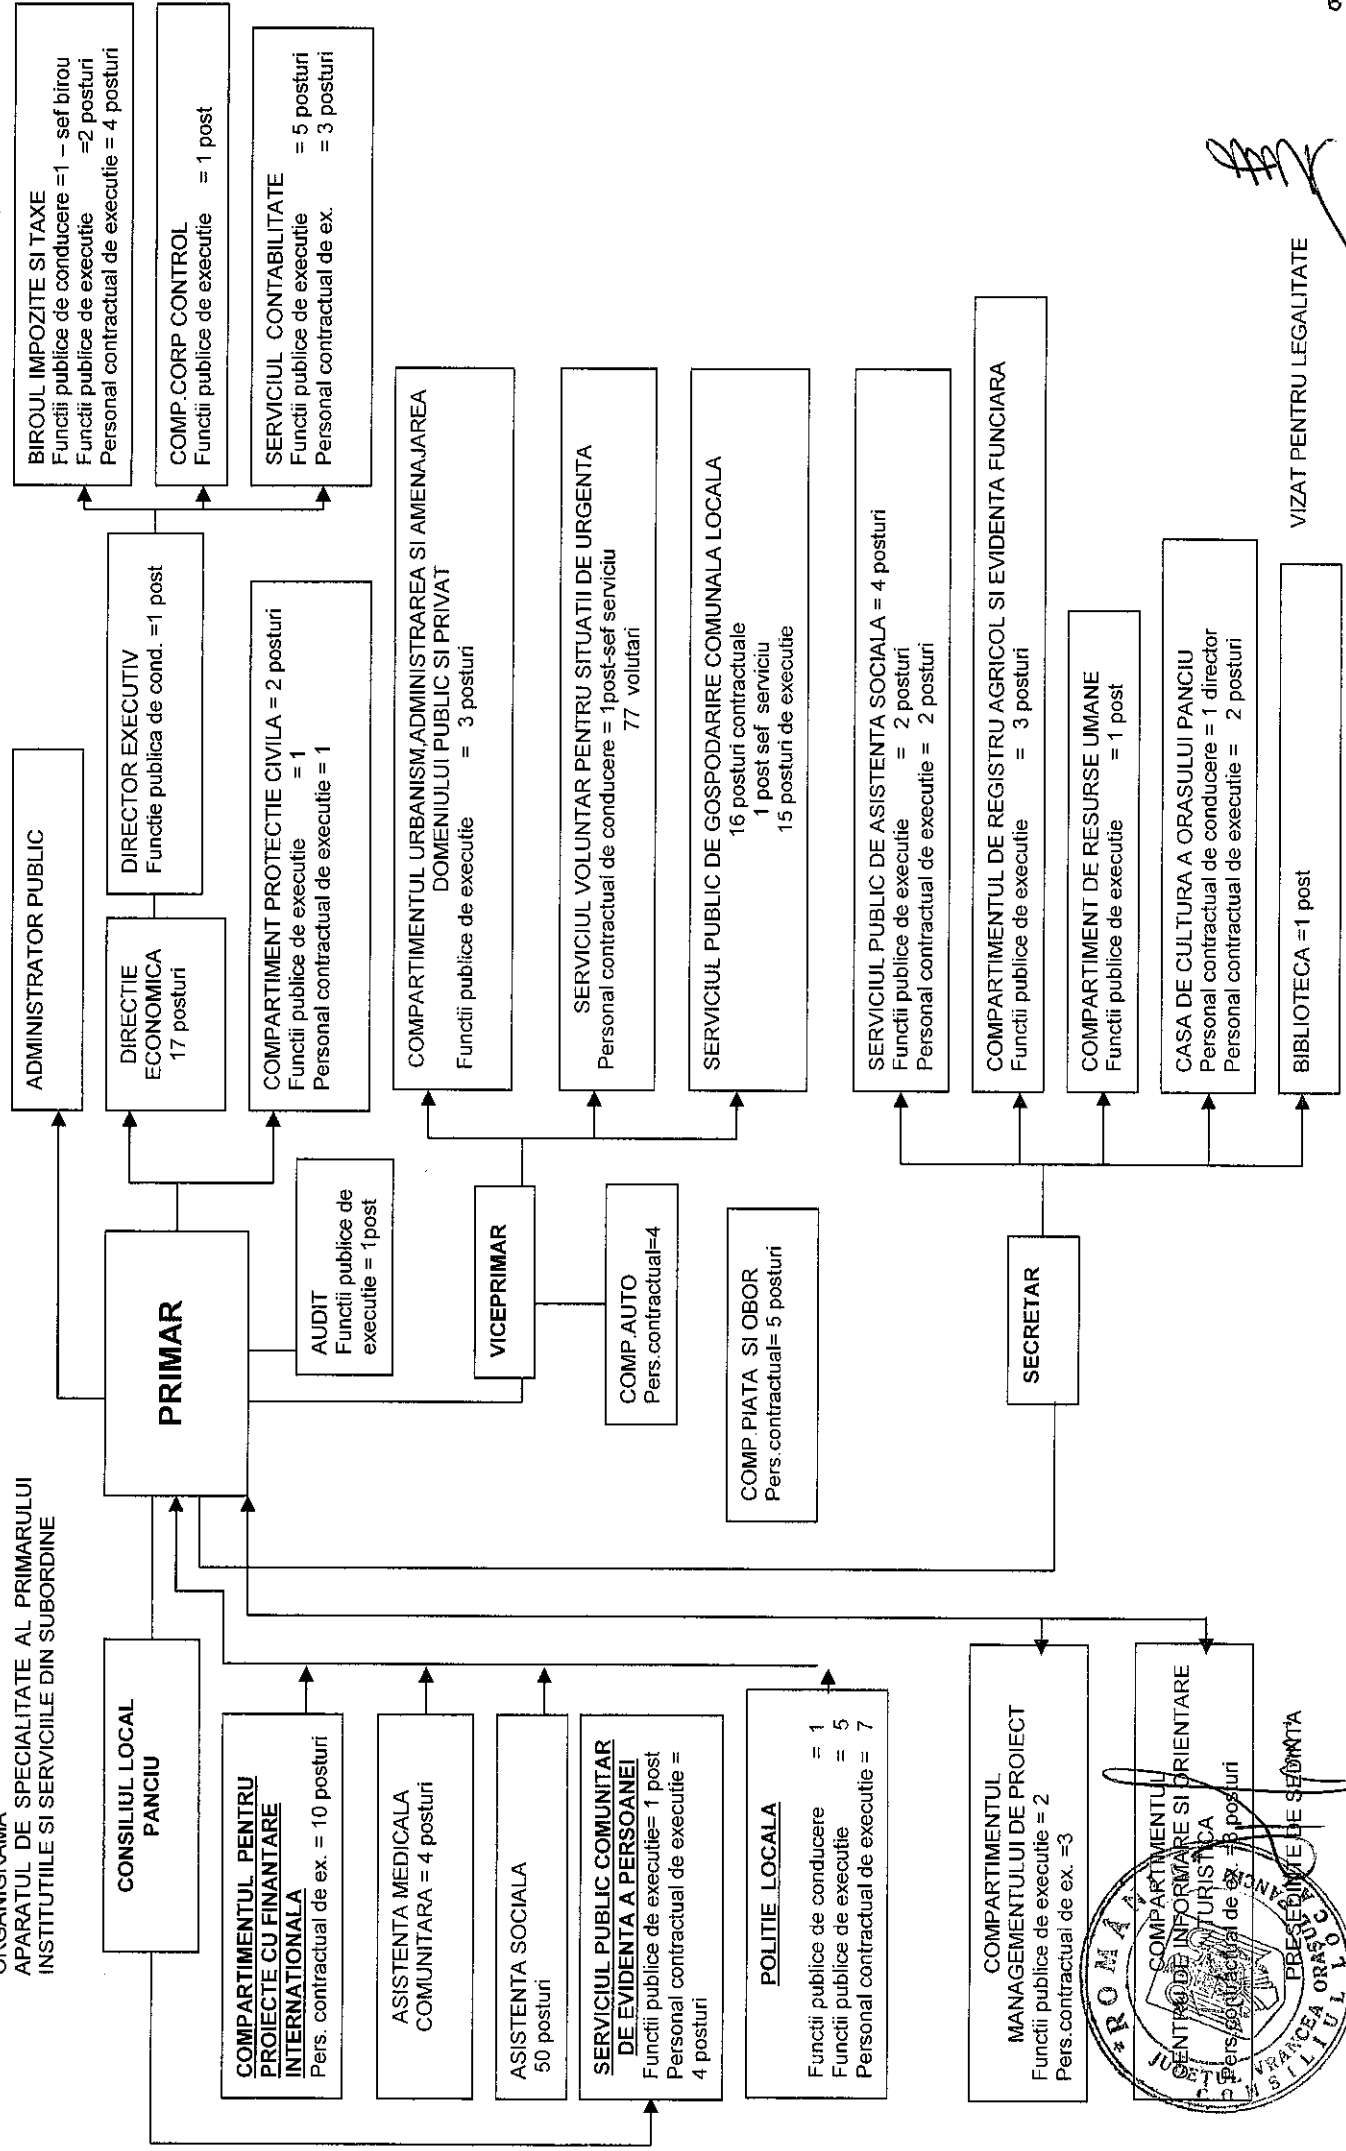 ORGANIGRAMA
APARATUL DE SPECIALITATE AL PRIMARULUI
INSTITUTIILE SI SERVICIILE DIN SUBORDINE
CONSILIUL LOCAL
PANCIU
PRIMAR
ADMINISTRATOR PUBLIC
DIRECTIE
ECONOMICA
17 posturi
DIRECTOR EXECUTIV
Functie publica de cond. =1 post
BIROUL IMPOZITE SI TAXE
Functii publice de conducere =1 – sef birou
Functii publice de executie =2 posturi
Personal contractual de executie = 4 posturi
COMP.CORP CONTROL
Functii publice de executie = 1 post
SERVICIUL CONTABILITATE
Functii publice de executie = 5 posturi
Personal contractual de ex. = 3 posturi
COMPARTIMENT PROTECTIE CIVILA = 2 posturi
Functii publice de executie = 1
Personal contractual de executie = 1
AUDIT
Functii publice de
executie = 1post
COMPARTIMENTUL PENTRU
PROIECTE CU FINANTARE
INTERNATIONALA
Pers. contractual de ex. = 10 posturi
ASISTENTA MEDICALA
COMUNITARA = 4 posturi
ASISTENTA SOCIALA
50 posturi
SERVICIUL PUBLIC COMUNITAR
DE EVIDENTA A PERSOANEI
Functii publice de executie= 1 post
Personal contractual de executie =
4 posturi
POLITIE LOCALA
Functii publice de conducere = 1
Functii publice de executie = 5
Personal contractual de executie = 7
VICEPRIMAR
COMP.AUTO
Pers.contractual=4
COMP.PIATA SI OBOR
Pers.contractual= 5 posturi
COMPARTIMENTUL URBANISM,ADMINISTRAREA SI AMENAJAREA
DOMENIULUI PUBLIC SI PRIVAT
Functii publice de executie = 3 posturi
SERVICIUL VOLUNTAR PENTRU SITUATII DE URGENTA
Personal contractual de conducere = 1post-sef serviciu
77 volutari
SERVICIUL PUBLIC DE GOSPODARIRE COMUNALA LOCALA
16 posturi contractuale
1 post sef serviciu
15 posturi de executie
SECRETAR
SERVICIUL PUBLIC DE ASISTENTA SOCIALA = 4 posturi
Functii publice de executie = 2 posturi
Personal contractual de executie = 2 posturi
COMPARTIMENTUL DE REGISTRU AGRICOL SI EVIDENTA FUNCIARA
Functii publice de executie = 3 posturi
COMPARTIMENT DE RESURSE UMANE
Functii publice de executie = 1 post
CASA DE CULTURA A ORASULUI PANCIU
Personal contractual de conducere = 1 director
Personal contractual de executie = 2 posturi
BIBLIOTECA =1 post
COMPARTIMENTUL
MANAGEMENTULUI DE PROIECT
Functii publice de executie = 2
Pers.contractual de ex. =3
COMPARTIMENTUL
CENTRU DE INFORMARE SI ORIENTARE
TURISTICA
Pers.contractual de ex. =3 posturi
PRESEDINTE DE SEDINTA
VIZAT PENTRU LEGALITATE
*ROMÂNIA
JUDEȚUL VRANCEA ORAȘUL PANCIU
CONSILIUL LOCAL